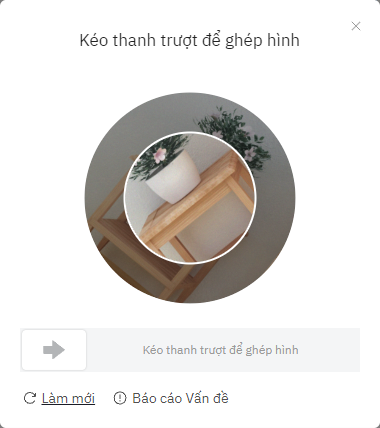 Kéo thanh trượt để ghép hình
Kéo thanh trượt để ghép hình
Làm mới
Báo cáo Vấn đề